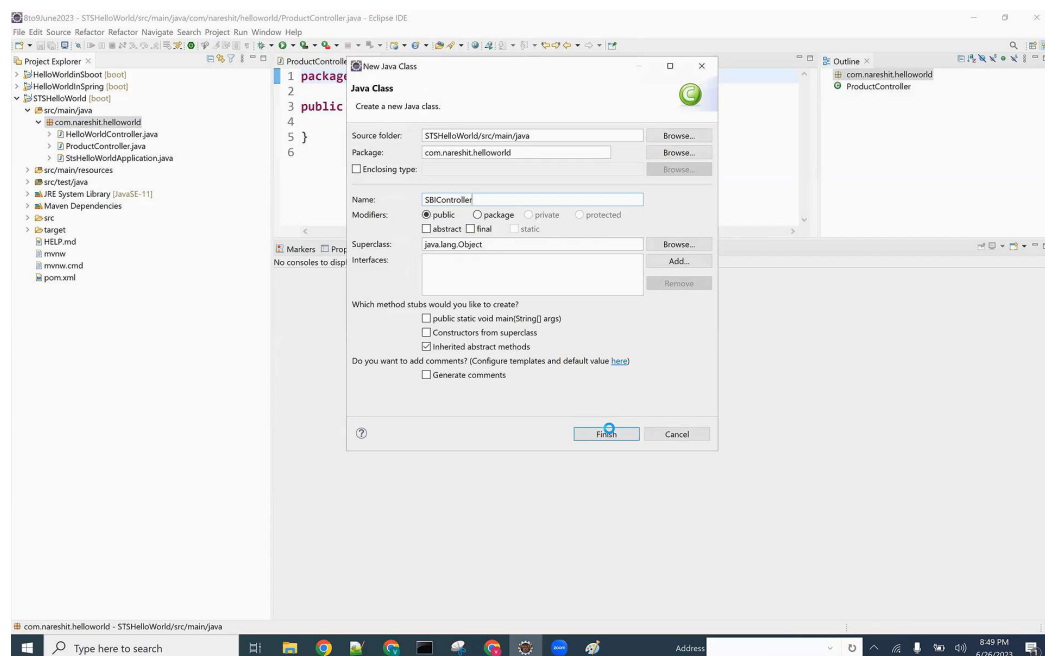 8to9June2023 - STSHelloWorld/src/main/java/com/nareshit/helloworld/ProductController.java - Eclipse IDE
File Edit Source Refactor Refactor Navigate Search Project Run Window Help
Project Explorer
HelloWorldinSboot [boot]
HelloWorldInSpring [boot]
STSHelloWorld [boot]
src/main/java
com.nareshit.helloworld
HelloWorldController.java
ProductController.java
StsHelloWorldApplication.java
src/main/resources
src/test/java
JRE System Library [JavaSE-11]
Maven Dependencies
src
target
HELP.md
mvnw
mvnw.cmd
pom.xml
ProductControlle
1 package
2
3 public
4
5 }
6
Markers Prop
No consoles to displ
New Java Class
Java Class
Create a new Java class.
Source folder: STSHelloWorld/src/main/java Browse...
Package: com.nareshit.helloworld Browse...
Enclosing type: Browse...
Name: SBIController
Modifiers: public package private protected
abstract final static
Superclass: java.lang.Object Browse...
Interfaces: Add...
Remove
Which method stubs would you like to create?
public static void main(String[] args)
Constructors from superclass
Inherited abstract methods
Do you want to add comments? (Configure templates and default value here)
Generate comments
? Finish Cancel
Outline
com.nareshit.helloworld
ProductController
com.nareshit.helloworld - STSHelloWorld/src/main/java
Type here to search
Address
8:49 PM
6/26/2023